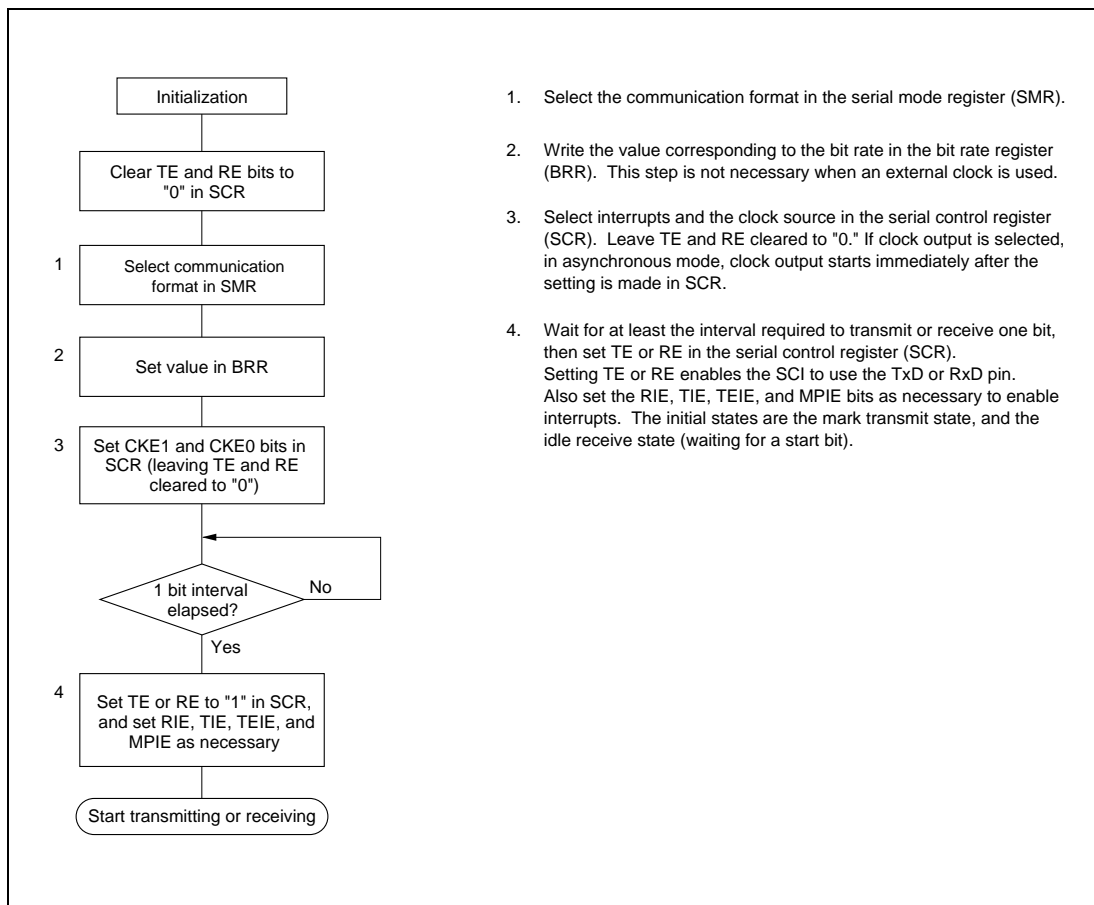 Initialization
Clear TE and RE bits to
"0" in SCR
1
Select communication
format in SMR
2
Set value in BRR
3
Set CKE1 and CKE0 bits in
SCR (leaving TE and RE
cleared to "0")
1 bit interval
elapsed?
No
Yes
4
Set TE or RE to "1" in SCR,
and set RIE, TIE, TEIE, and
MPIE as necessary
Start transmitting or receiving
1. Select the communication format in the serial mode register (SMR).
2. Write the value corresponding to the bit rate in the bit rate register
(BRR). This step is not necessary when an external clock is used.
3. Select interrupts and the clock source in the serial control register
(SCR). Leave TE and RE cleared to "0." If clock output is selected,
in asynchronous mode, clock output starts immediately after the
setting is made in SCR.
4. Wait for at least the interval required to transmit or receive one bit,
then set TE or RE in the serial control register (SCR).
Setting TE or RE enables the SCI to use the TxD or RxD pin.
Also set the RIE, TIE, TEIE, and MPIE bits as necessary to enable
interrupts. The initial states are the mark transmit state, and the
idle receive state (waiting for a start bit).